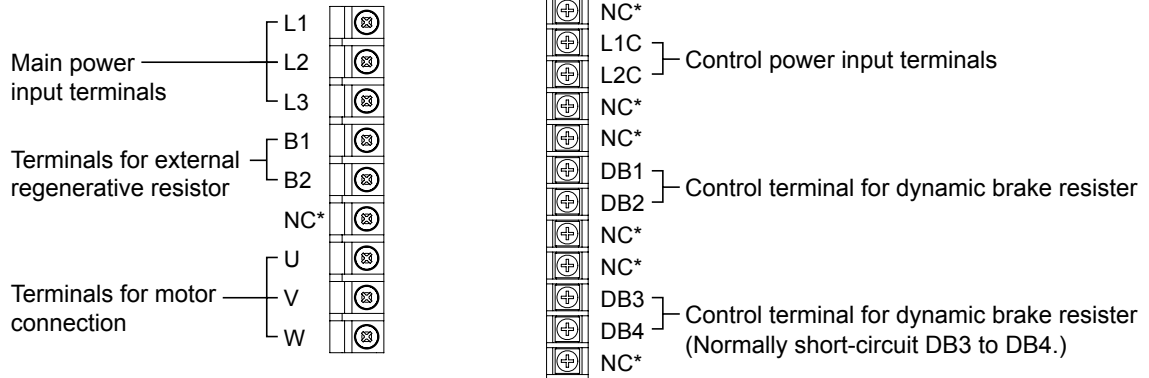 L1
Main power
input terminals
L2
L3
Terminals for external
regenerative resistor
B1
B2
NC*
Terminals for motor
connection
U
V
W
NC*
L1C
L2C
Control power input terminals
NC*
NC*
DB1
DB2
Control terminal for dynamic brake resister
NC*
NC*
DB3
DB4
Control terminal for dynamic brake resister
(Normally short-circuit DB3 to DB4.)
NC*